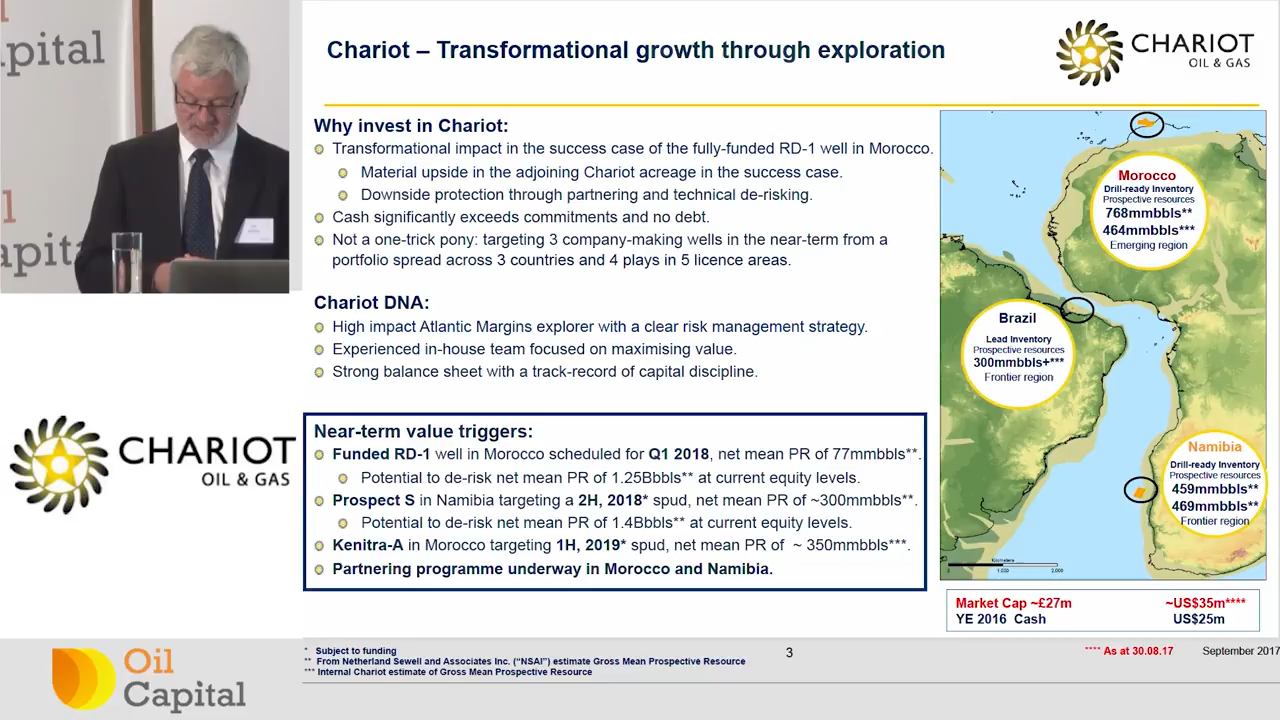 Capital
pital
l
apita
Chariot – Transformational growth through exploration
CHARIOT
OIL & GAS
Why invest in Chariot:
Transformational impact in the success case of the fully-funded RD-1 well in Morocco.
Material upside in the adjoining Chariot acreage in the success case.
Downside protection through partnering and technical de-risking.
Cash significantly exceeds commitments and no debt.
Not a one-trick pony: targeting 3 company-making wells in the near-term from a
portfolio spread across 3 countries and 4 plays in 5 licence areas.
Chariot DNA:
High impact Atlantic Margins explorer with a clear risk management strategy.
Experienced in-house team focused on maximising value.
Strong balance sheet with a track-record of capital discipline.
Near-term value triggers:
Funded RD-1 well in Morocco scheduled for Q1 2018, net mean PR of 77mmbbls**.
Potential to de-risk net mean PR of 1.25Bbbls** at current equity levels.
Prospect S in Namibia targeting a 2H, 2018* spud, net mean PR of ~300mmbbls**.
Potential to de-risk net mean PR of 1.4Bbbls** at current equity levels.
Kenitra-A in Morocco targeting 1H, 2019* spud, net mean PR of ~ 350mmbbls***.
Partnering programme underway in Morocco and Namibia.
Morocco
Drill-ready Inventory
Prospective resources
768mmbbls**
464mmbbls***
Emerging region
Brazil
Lead Inventory
Prospective resources
300mmbbls+***
Frontier region
Namibia
Drill-ready Inventory
Prospective resources
459mmbbls**
469mmbbls**
Frontier region
Kilometers
0 1,000 2,000
Market Cap ~£27m ~US$35m****
YE 2016 Cash US$25m
CHARIOT
OIL & GAS
Oil
Capital
* Subject to funding
** From Netherland Sewell and Associates Inc. (“NSAI”) estimate Gross Mean Prospective Resource
*** Internal Chariot estimate of Gross Mean Prospective Resource
3
**** As at 30.08.17
September 2017